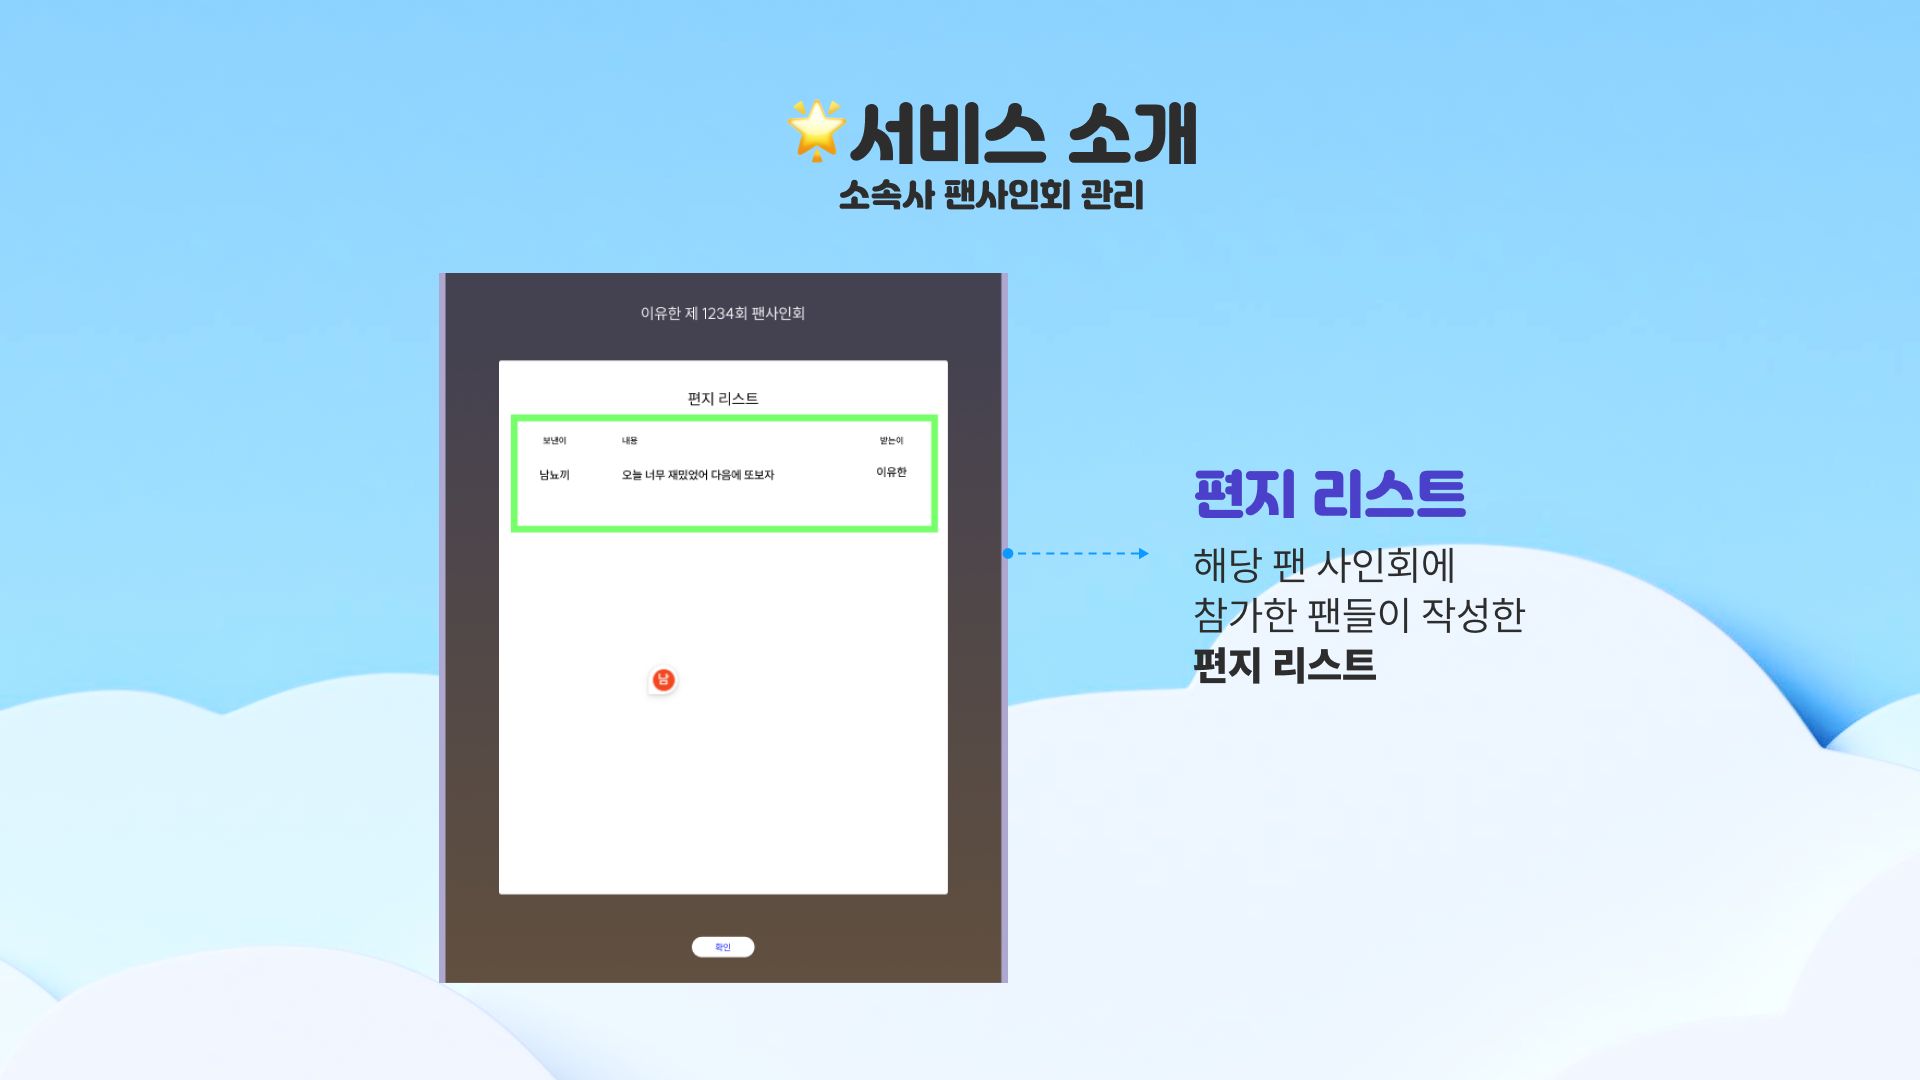 서비스 소개
소속사 팬사인회 관리
이유한 제 1234회 팬사인회
편지 리스트
보낸이 내용 받는이
남뇨끼 오늘 너무 재밌었어 다음에 또보자 이유한
남
확인
편지 리스트
해당 팬 사인회에
참가한 팬들이 작성한
편지 리스트